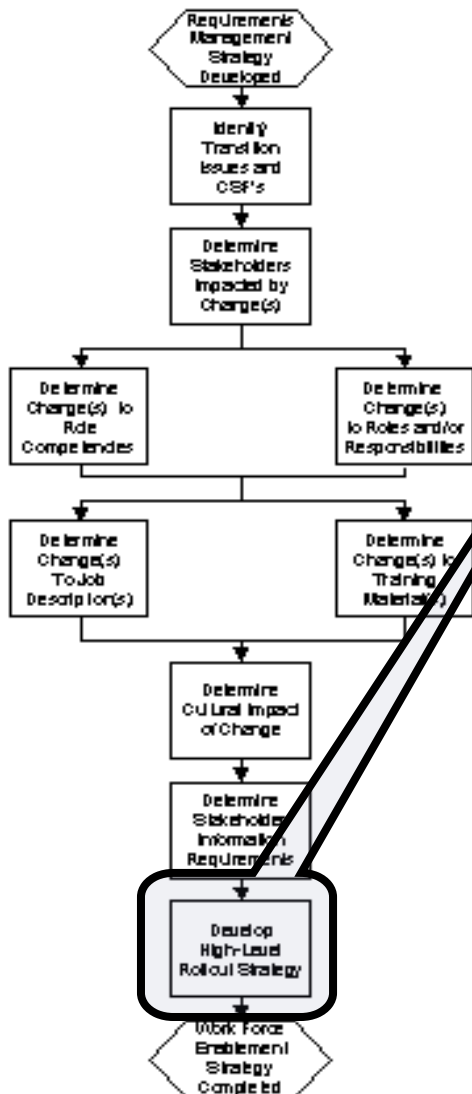 Requirements
Management
Strategy
Developed
Identify
Transition
Issues and
CSF's
Determine
Stakeholders
Impacted by
Change(s)
Determine
Change(s) to
Role
Competencies
Determine
Change(s)
to Roles and/or
Responsibilities
Determine
Change(s)
To Job
Description(s)
Determine
Change(s) to
Training
Material(s)
Determine
Cultural Impact
of Change
Determine
Stakeholder
Information
Requirements
Develop
High-Level
Rollout Strategy
Work Force
Enablement
Strategy
Completed